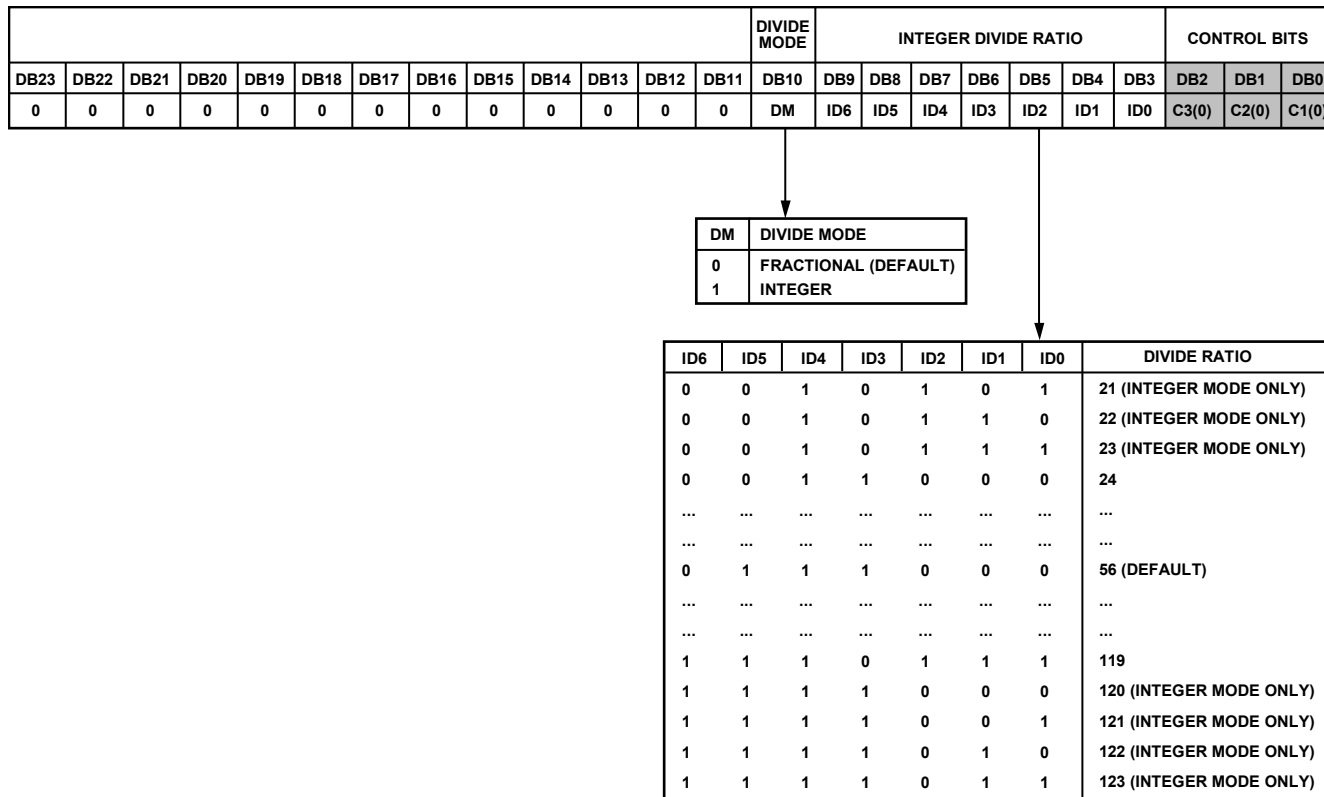 DIVIDE MODE INTEGER DIVIDE RATIO CONTROL BITS
DB23 DB22 DB21 DB20 DB19 DB18 DB17 DB16 DB15 DB14 DB13 DB12 DB11 DB10 DB9 DB8 DB7 DB6 DB5 DB4 DB3 DB2 DB1 DB0
0 0 0 0 0 0 0 0 0 0 0 0 0 DM ID6 ID5 ID4 ID3 ID2 ID1 ID0 C3(0) C2(0) C1(0)
DM DIVIDE MODE
0 FRACTIONAL (DEFAULT)
1 INTEGER
ID6 ID5 ID4 ID3 ID2 ID1 ID0 DIVIDE RATIO
0 0 1 0 1 0 1 21 (INTEGER MODE ONLY)
0 0 1 0 1 1 0 22 (INTEGER MODE ONLY)
0 0 1 0 1 1 1 23 (INTEGER MODE ONLY)
0 0 1 1 0 0 0 24
... ... ... ... ... ... ... ...
... ... ... ... ... ... ... ...
0 1 1 1 0 0 0 56 (DEFAULT)
... ... ... ... ... ... ... ...
... ... ... ... ... ... ... ...
1 1 1 0 1 1 1 119
1 1 1 1 0 0 0 120 (INTEGER MODE ONLY)
1 1 1 1 0 0 1 121 (INTEGER MODE ONLY)
1 1 1 1 0 1 0 122 (INTEGER MODE ONLY)
1 1 1 1 0 1 1 123 (INTEGER MODE ONLY)